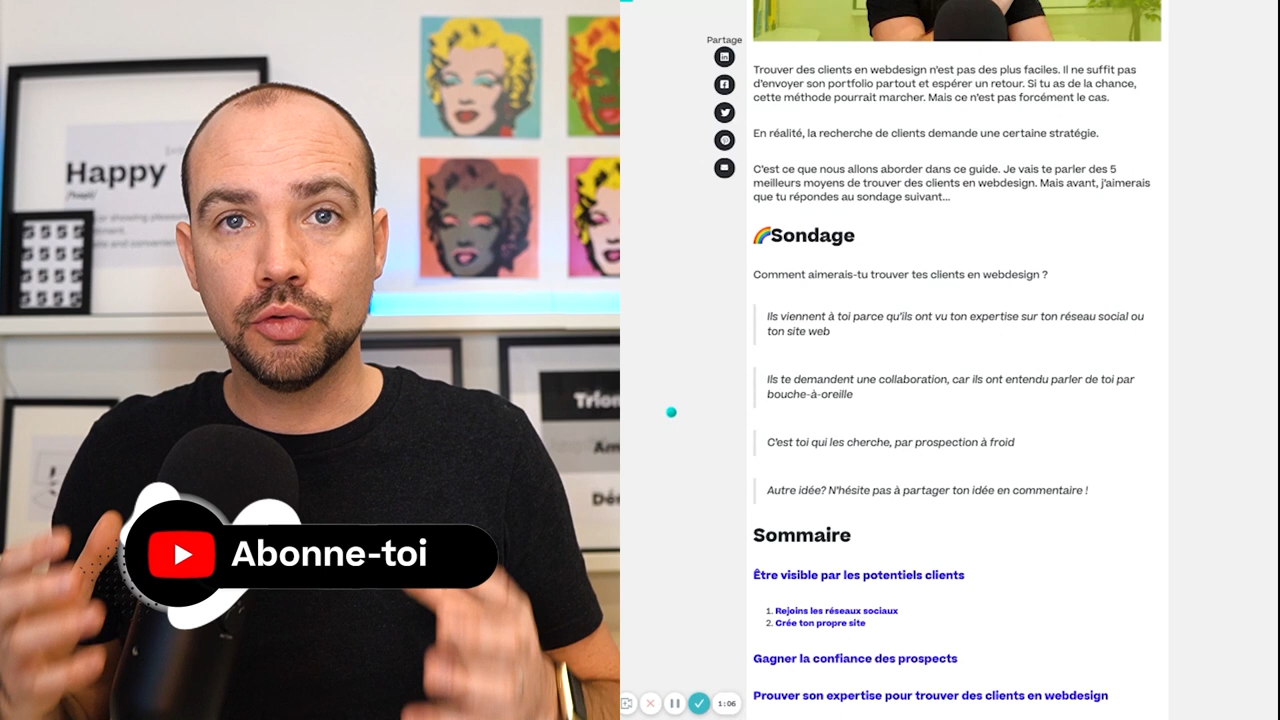 Happy
Abonne-toi
Partage
Trouver des clients en webdesign n'est pas des plus faciles. Il ne suffit pas
d'envoyer son portfolio partout et espérer un retour. Si tu as de la chance,
cette méthode pourrait marcher. Mais ce n'est pas forcément le cas.
En réalité, la recherche de clients demande une certaine stratégie.
C'est ce que nous allons aborder dans ce guide. Je vais te parler des 5
meilleurs moyens de trouver des clients en webdesign. Mais avant, j'aimerais
que tu répondes au sondage suivant...
🌈Sondage
Comment aimerais-tu trouver tes clients en webdesign ?
Ils viennent à toi parce qu'ils ont vu ton expertise sur ton réseau social ou
ton site web
Ils te demandent une collaboration, car ils ont entendu parler de toi par
bouche-à-oreille
C'est toi qui les cherche, par prospection à froid
Autre idée? N'hésite pas à partager ton idée en commentaire !
Sommaire
Être visible par les potentiels clients
1. Rejoins les réseaux sociaux
2. Crée ton propre site
Gagner la confiance des prospects
Prouver son expertise pour trouver des clients en webdesign
1:06